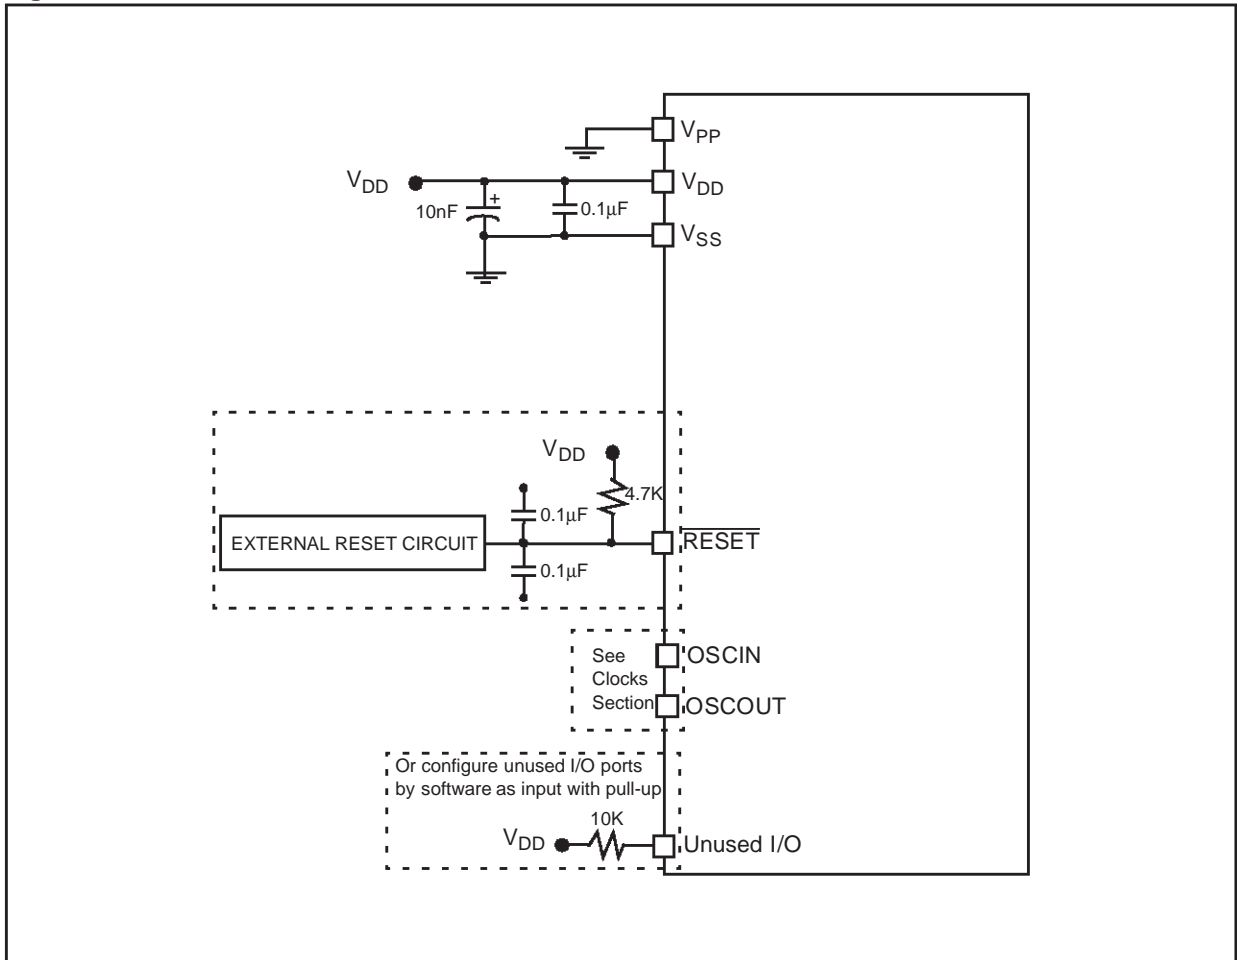 VPP
VDD
VDD
10nF
+
0.1µF
VSS
VDD
4.7K
0.1µF
EXTERNAL RESET CIRCUIT
RESET
0.1µF
See
Clocks
Section
OSCIN
OSCOUT
Or configure unused I/O ports
by software as input with pull-up
10K
VDD
Unused I/O